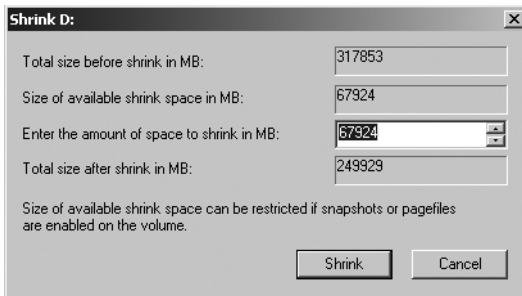 Shrink D:
Total size before shrink in MB: 317853
Size of available shrink space in MB: 67924
Enter the amount of space to shrink in MB: 67924
Total size after shrink in MB: 249929
Size of available shrink space can be restricted if snapshots or pagefiles
are enabled on the volume.
Shrink Cancel